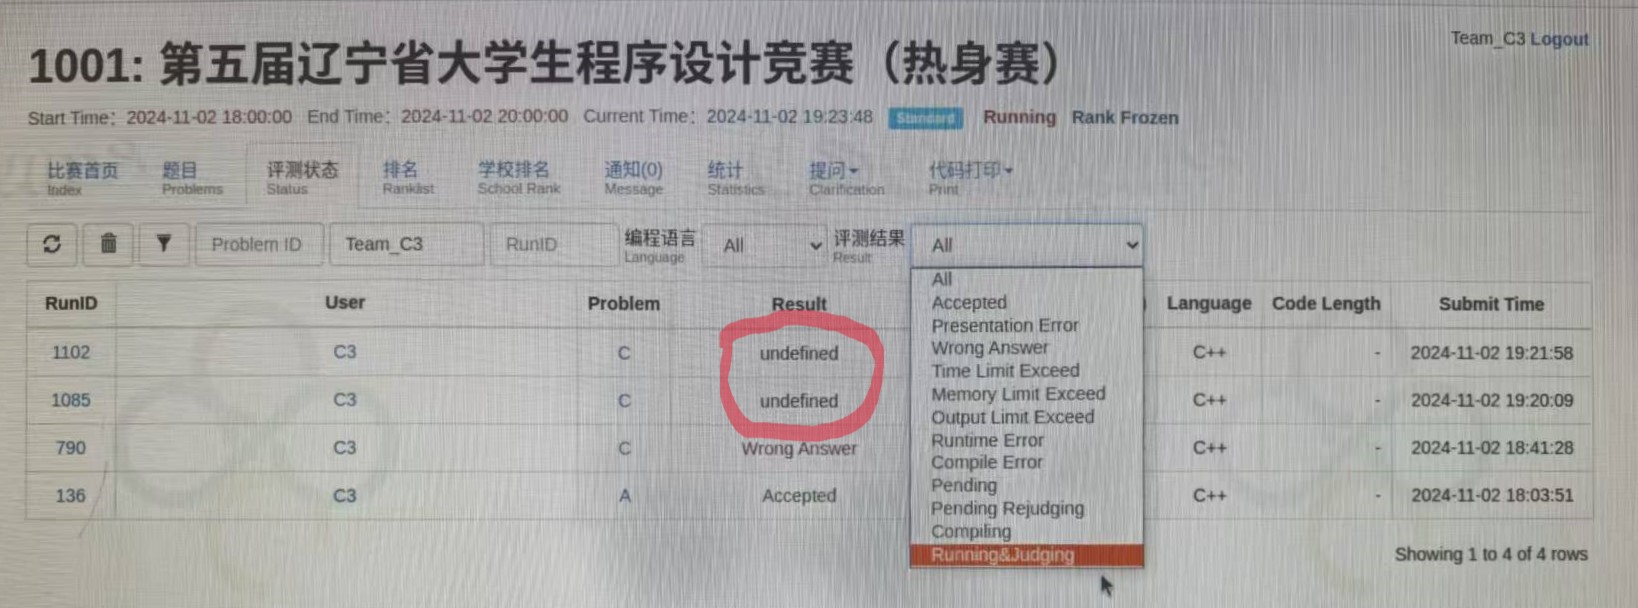 Team_C3 Logout
1001: 第五届辽宁省大学生程序设计竞赛（热身赛）
Start Time：2024-11-02 18:00:00 End Time：2024-11-02 20:00:00 Current Time：2024-11-02 19:23:48 Standard Running Rank Frozen
比赛首页 题目 评测状态 排名 学校排名 通知(0) 统计 提问 代码打印
Index Problems Status Ranklist School Rank Message Statistics Clarification Print
Problem ID Team_C3 RunID 编程语言 All 评测结果 All
Language Result
All
Accepted
Presentation Error
Wrong Answer
Time Limit Exceed
Memory Limit Exceed
Output Limit Exceed
Runtime Error
Compile Error
Pending
Pending Rejudging
Compiling
Running&Judging
RunID User Problem Result ) Language Code Length Submit Time
1102 C3 C undefined C++ - 2024-11-02 19:21:58
1085 C3 C undefined C++ - 2024-11-02 19:20:09
790 C3 C Wrong Answer C++ - 2024-11-02 18:41:28
136 C3 A Accepted C++ - 2024-11-02 18:03:51
Showing 1 to 4 of 4 rows